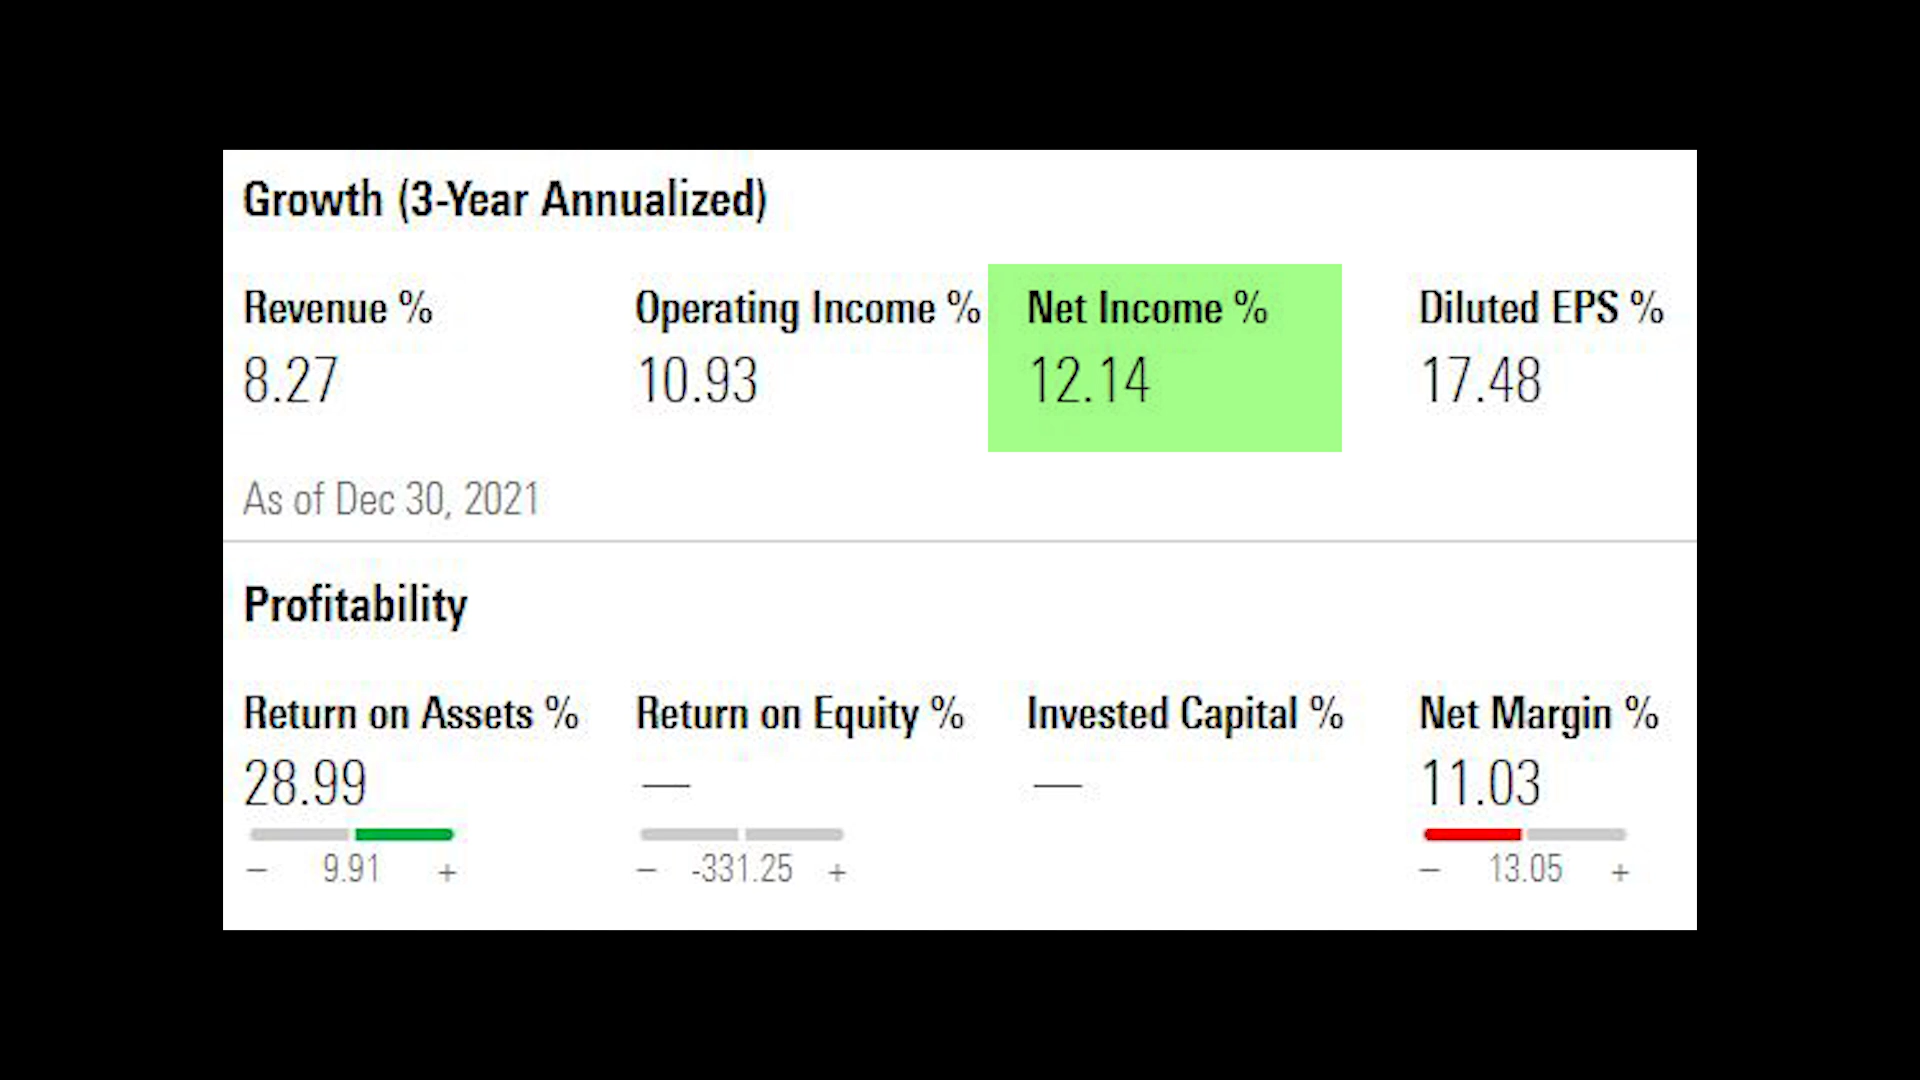 Growth (3-Year Annualized)
Revenue % Operating Income % Net Income % Diluted EPS %
8.27 10.93 12.14 17.48
As of Dec 30, 2021
Profitability
Return on Assets % Return on Equity % Invested Capital % Net Margin %
28.99 — — 11.03
– 9.91 + – -331.25 + – 13.05 +